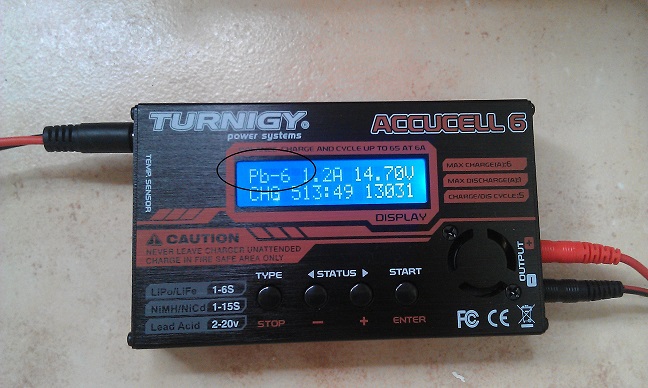 TURNIGY®
power systems
ACCUCELL 6
CHARGE AND CYCLE UP TO 6S AT 6A
TEMP. SENSOR
Pb-6 1.2A 14.70V
CHG 513:49 13031
MAX CHARGE(A):6
MAX DISCHARGE(A):1
CHARGE/DIS CYCLE:5
DISPLAY
CAUTION
NEVER LEAVE CHARGER UNATTENDED
CHARGE IN FIRE SAFE AREA ONLY
OUTPUT
+
-
TYPE
STATUS
START
STOP
–
+
ENTER
LiPo/LiFe 1-6S
NiMH/NiCd 1-15S
Lead Acid 2-20v
FC CE